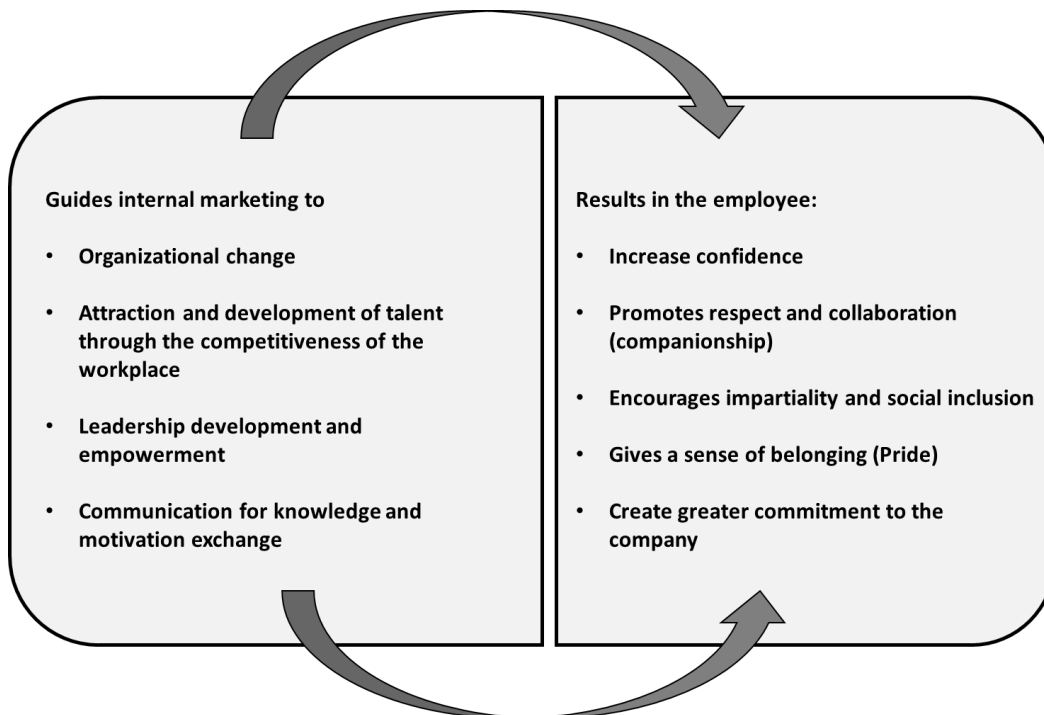 Guides internal marketing to
• Organizational change
• Attraction and development of talent
through the competitiveness of the
workplace
• Leadership development and
empowerment
• Communication for knowledge and
motivation exchange
Results in the employee:
• Increase confidence
• Promotes respect and collaboration
(companionship)
• Encourages impartiality and social inclusion
• Gives a sense of belonging (Pride)
• Create greater commitment to the
company